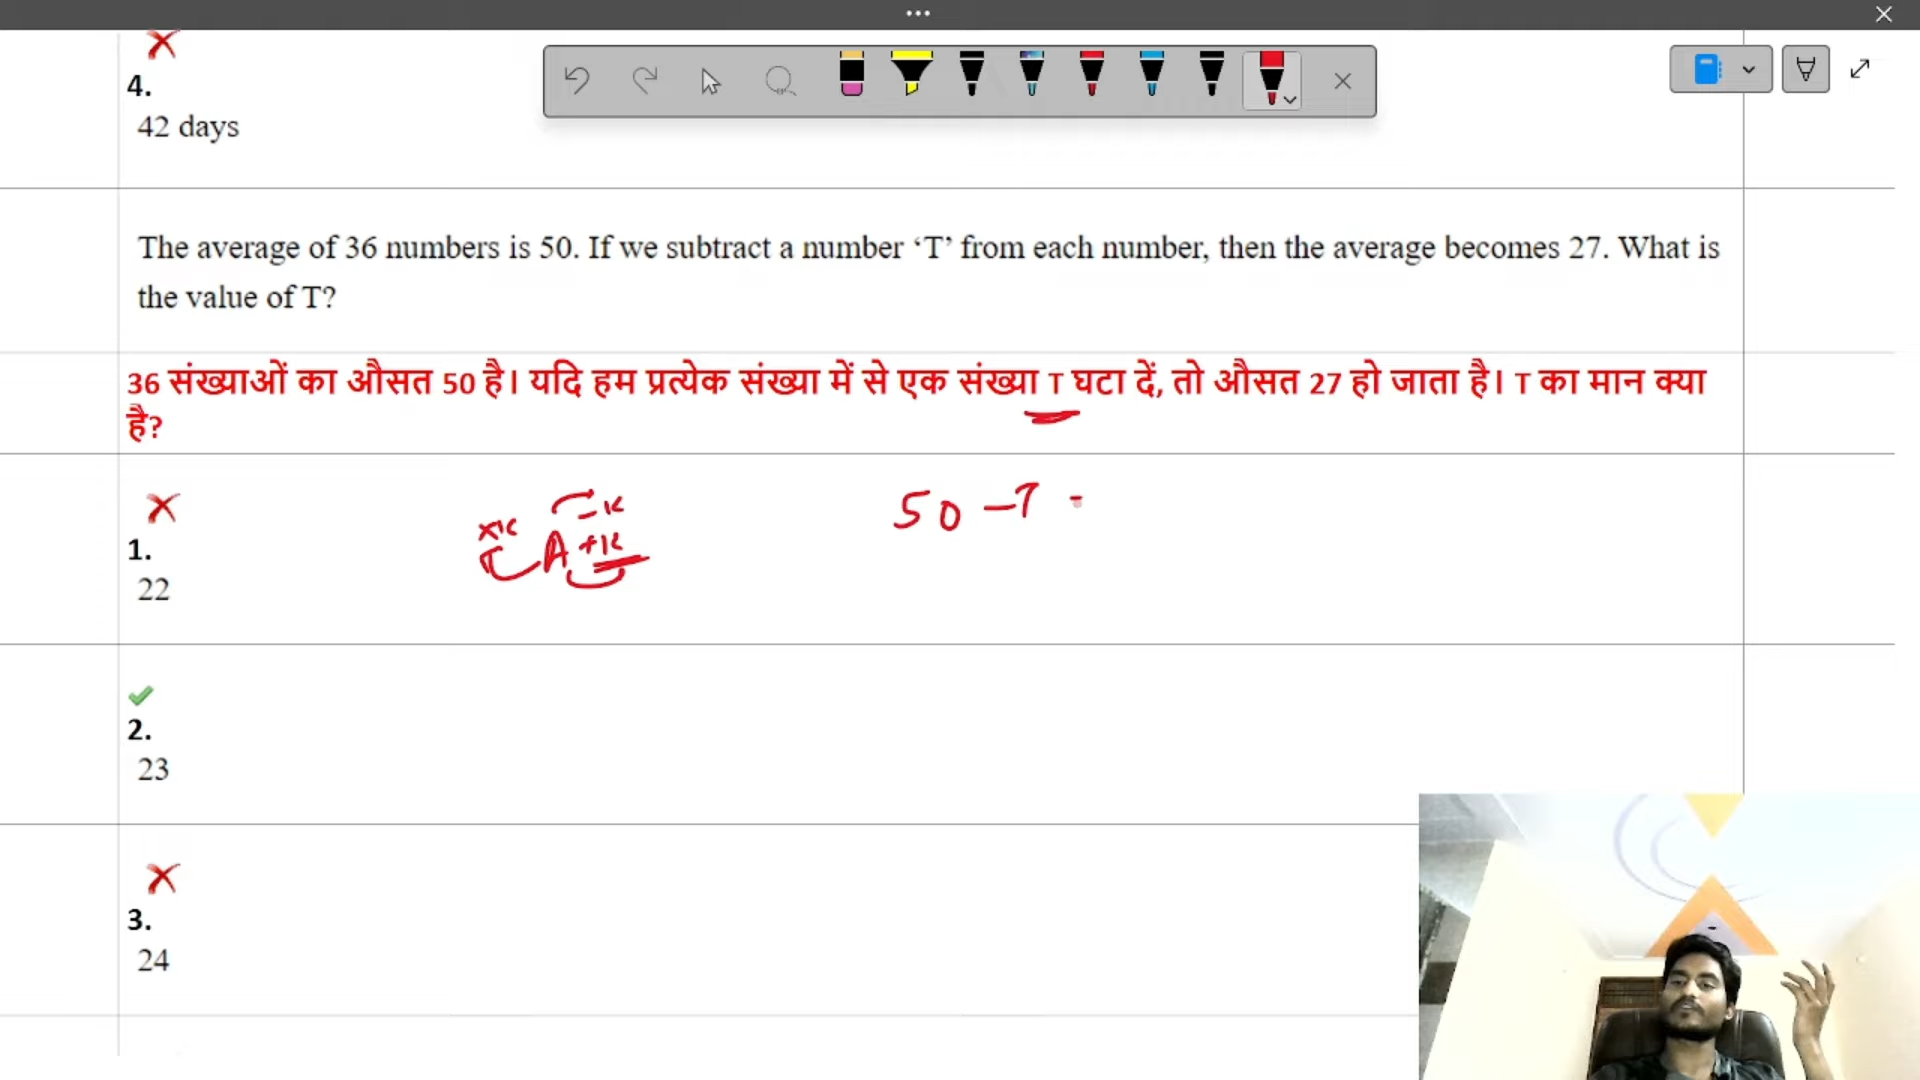 4.
42 days
The average of 36 numbers is 50. If we subtract a number ‘T’ from each number, then the average becomes 27. What is
the value of T?
36 संख्याओं का औसत 50 है। यदि हम प्रत्येक संख्या में से एक संख्या T घटा दें, तो औसत 27 हो जाता है। T का मान क्या
है?
1.
22
-K
×K A +K
50 -T =
2.
23
3.
24